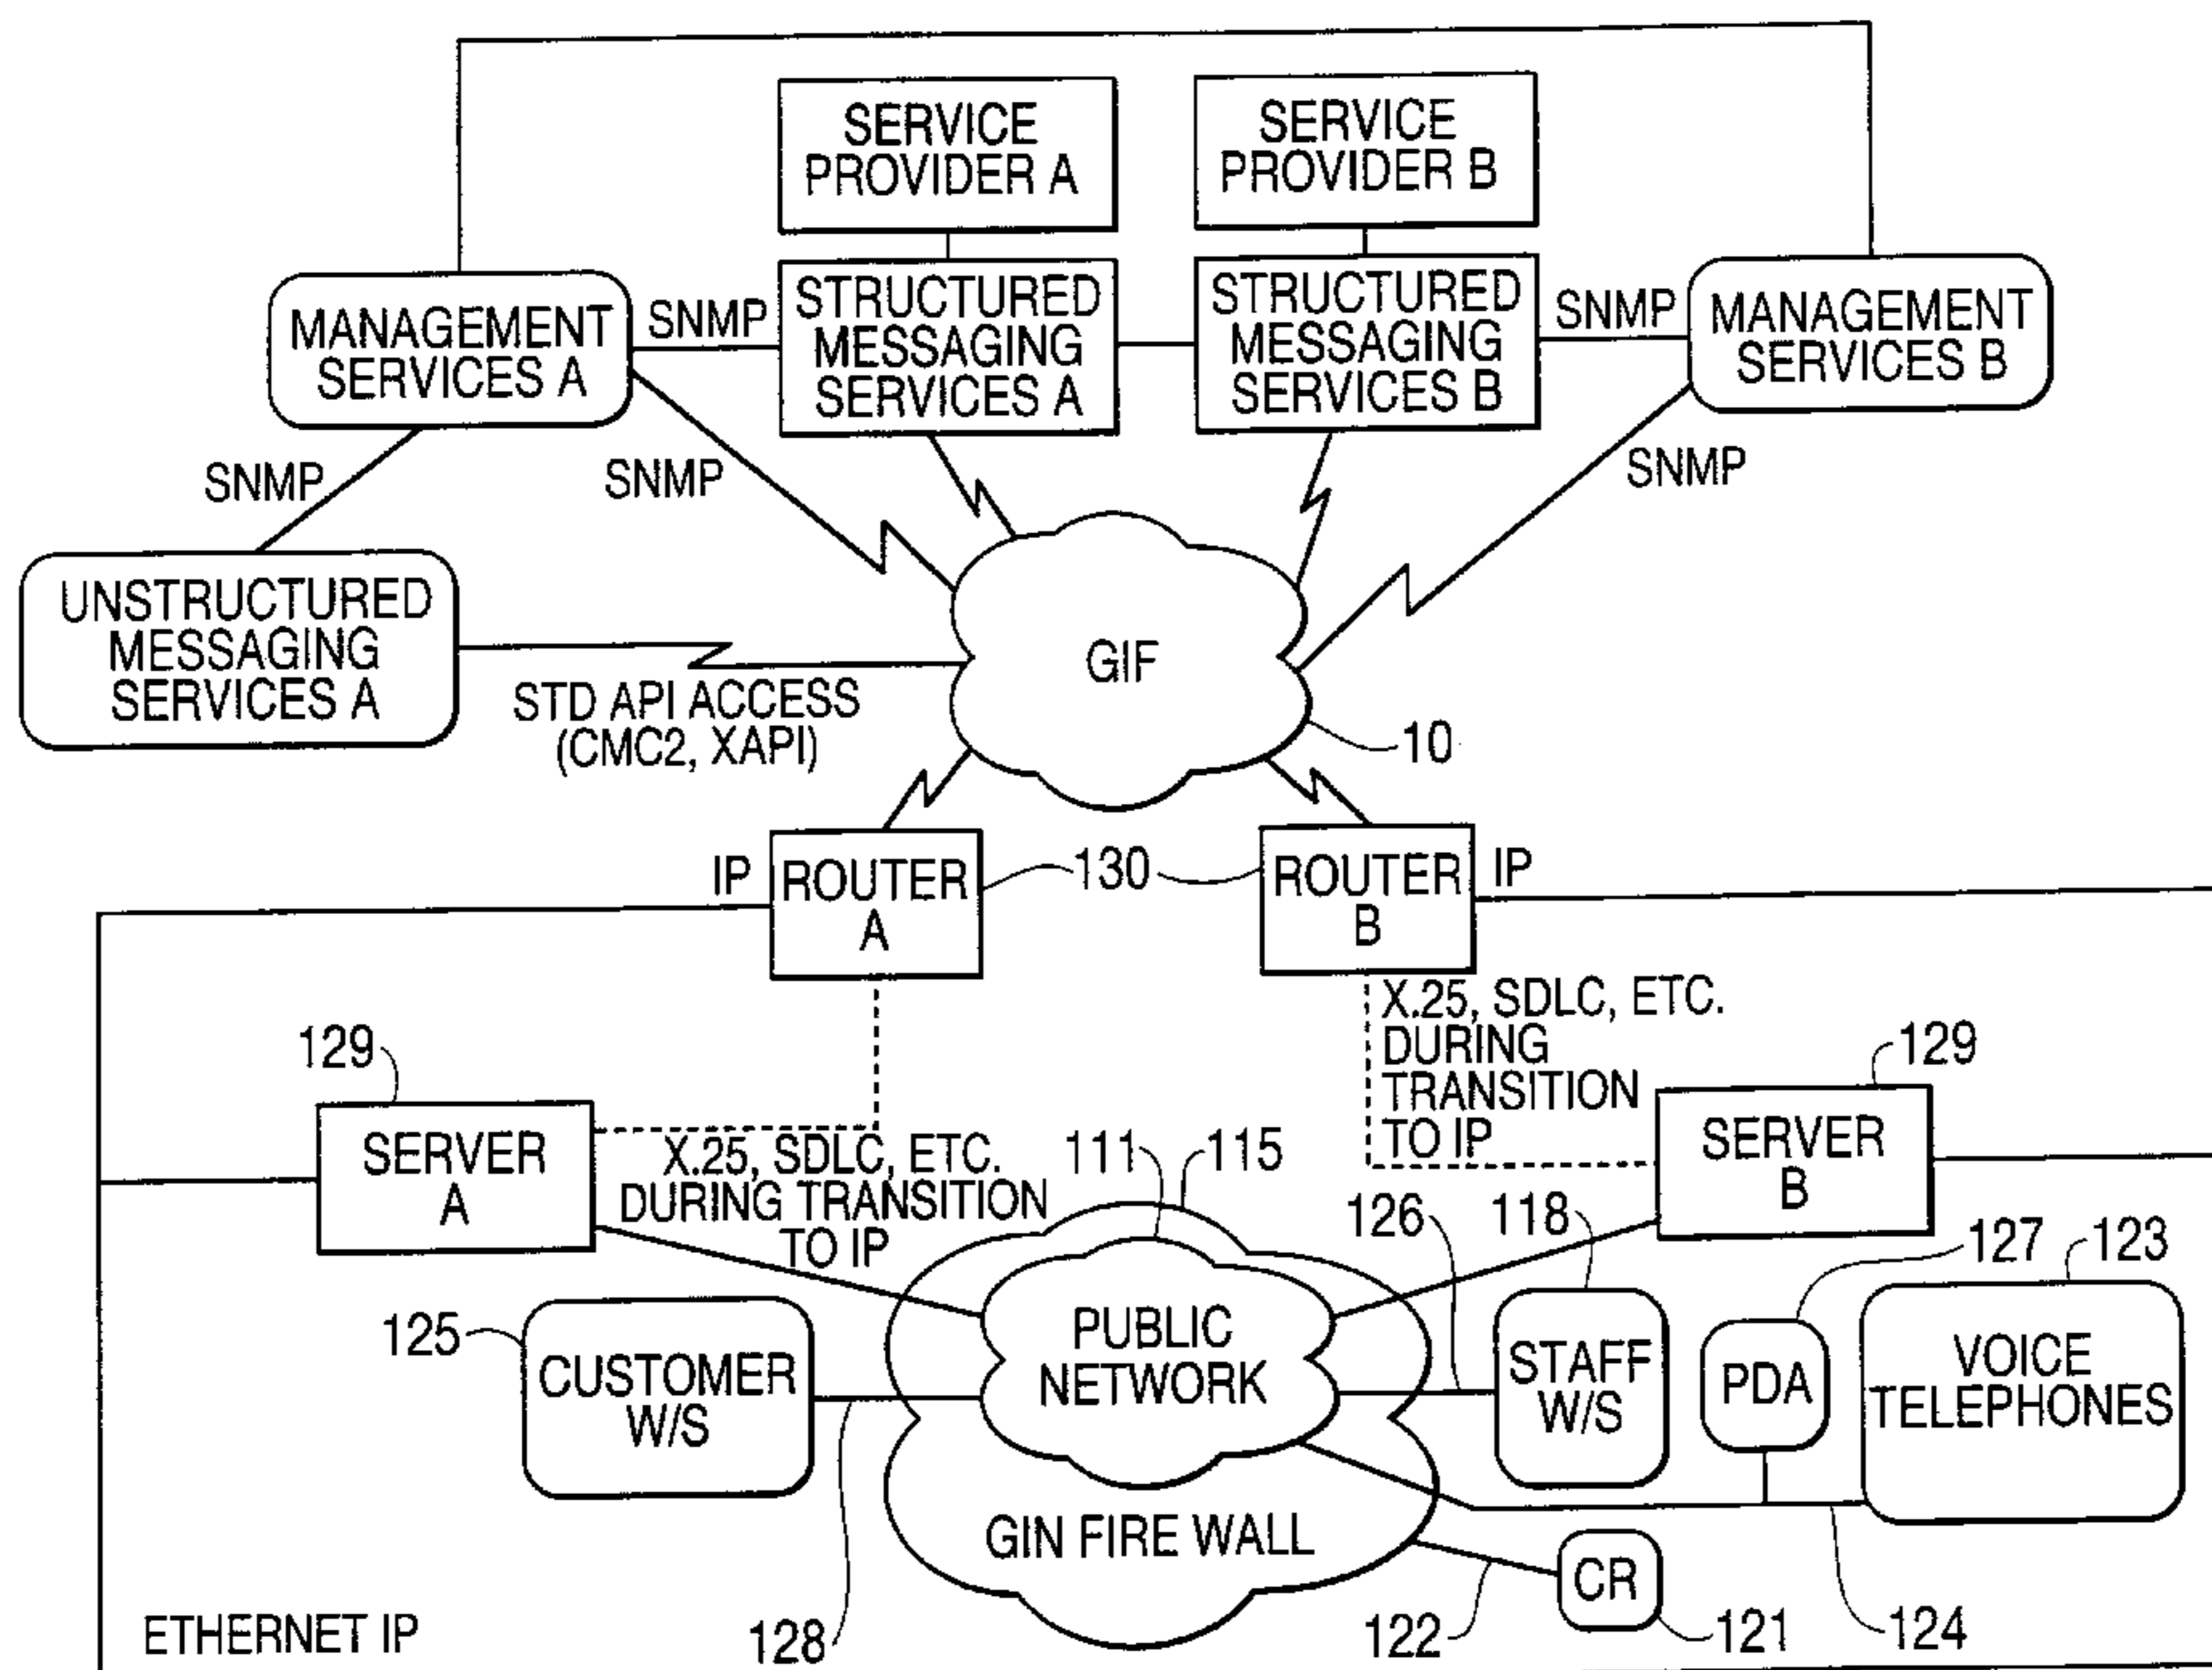 SERVICE
PROVIDER A
SERVICE
PROVIDER B
MANAGEMENT
SERVICES A
SNMP
STRUCTURED
MESSAGING
SERVICES A
STRUCTURED
MESSAGING
SERVICES B
SNMP
MANAGEMENT
SERVICES B
SNMP
SNMP
SNMP
UNSTRUCTURED
MESSAGING
SERVICES A
STD API ACCESS
(CMC2, XAPI)
GIF
10
IP
ROUTER
A
130
ROUTER
B
IP
X.25, SDLC, ETC.
DURING
TRANSITION
TO IP
129
SERVER
A
X.25, SDLC, ETC.
DURING TRANSITION
TO IP
111
115
129
SERVER
B
126
118
127
123
125
CUSTOMER
W/S
PUBLIC
NETWORK
STAFF
W/S
PDA
VOICE
TELEPHONES
GIN FIRE WALL
CR
ETHERNET IP
128
122
121
124